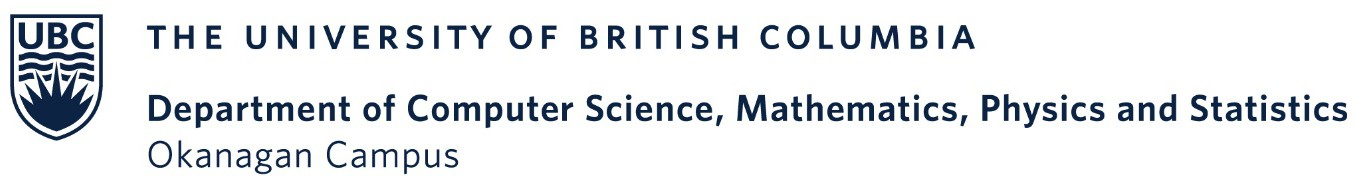 UBC
THE UNIVERSITY OF BRITISH COLUMBIA
Department of Computer Science, Mathematics, Physics and Statistics
Okanagan Campus